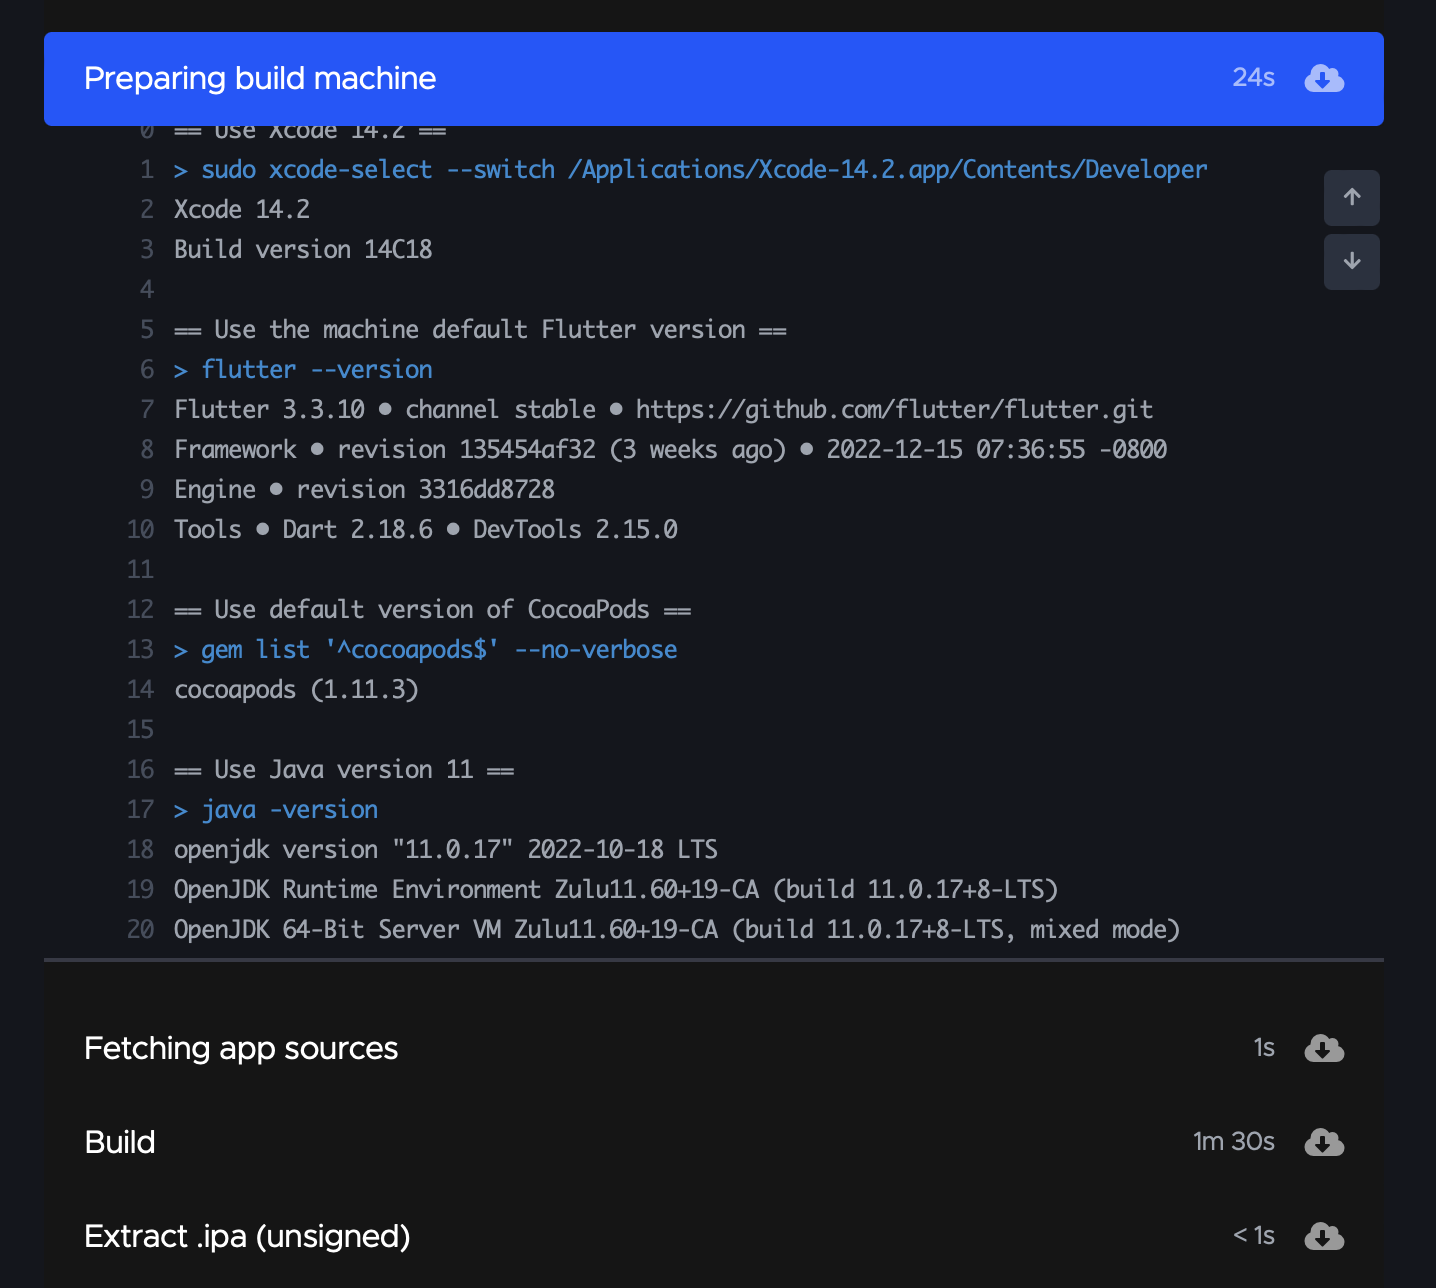 Preparing build machine 24s
0 == Use Xcode 14.2 ==
1 > sudo xcode-select --switch /Applications/Xcode-14.2.app/Contents/Developer
2 Xcode 14.2
3 Build version 14C18
4
5 == Use the machine default Flutter version ==
6 > flutter --version
7 Flutter 3.3.10 • channel stable • https://github.com/flutter/flutter.git
8 Framework • revision 135454af32 (3 weeks ago) • 2022-12-15 07:36:55 -0800
9 Engine • revision 3316dd8728
10 Tools • Dart 2.18.6 • DevTools 2.15.0
11
12 == Use default version of CocoaPods ==
13 > gem list '^cocoapods$' --no-verbose
14 cocoapods (1.11.3)
15
16 == Use Java version 11 ==
17 > java -version
18 openjdk version "11.0.17" 2022-10-18 LTS
19 OpenJDK Runtime Environment Zulu11.60+19-CA (build 11.0.17+8-LTS)
20 OpenJDK 64-Bit Server VM Zulu11.60+19-CA (build 11.0.17+8-LTS, mixed mode)
Fetching app sources 1s
Build 1m 30s
Extract .ipa (unsigned) < 1s